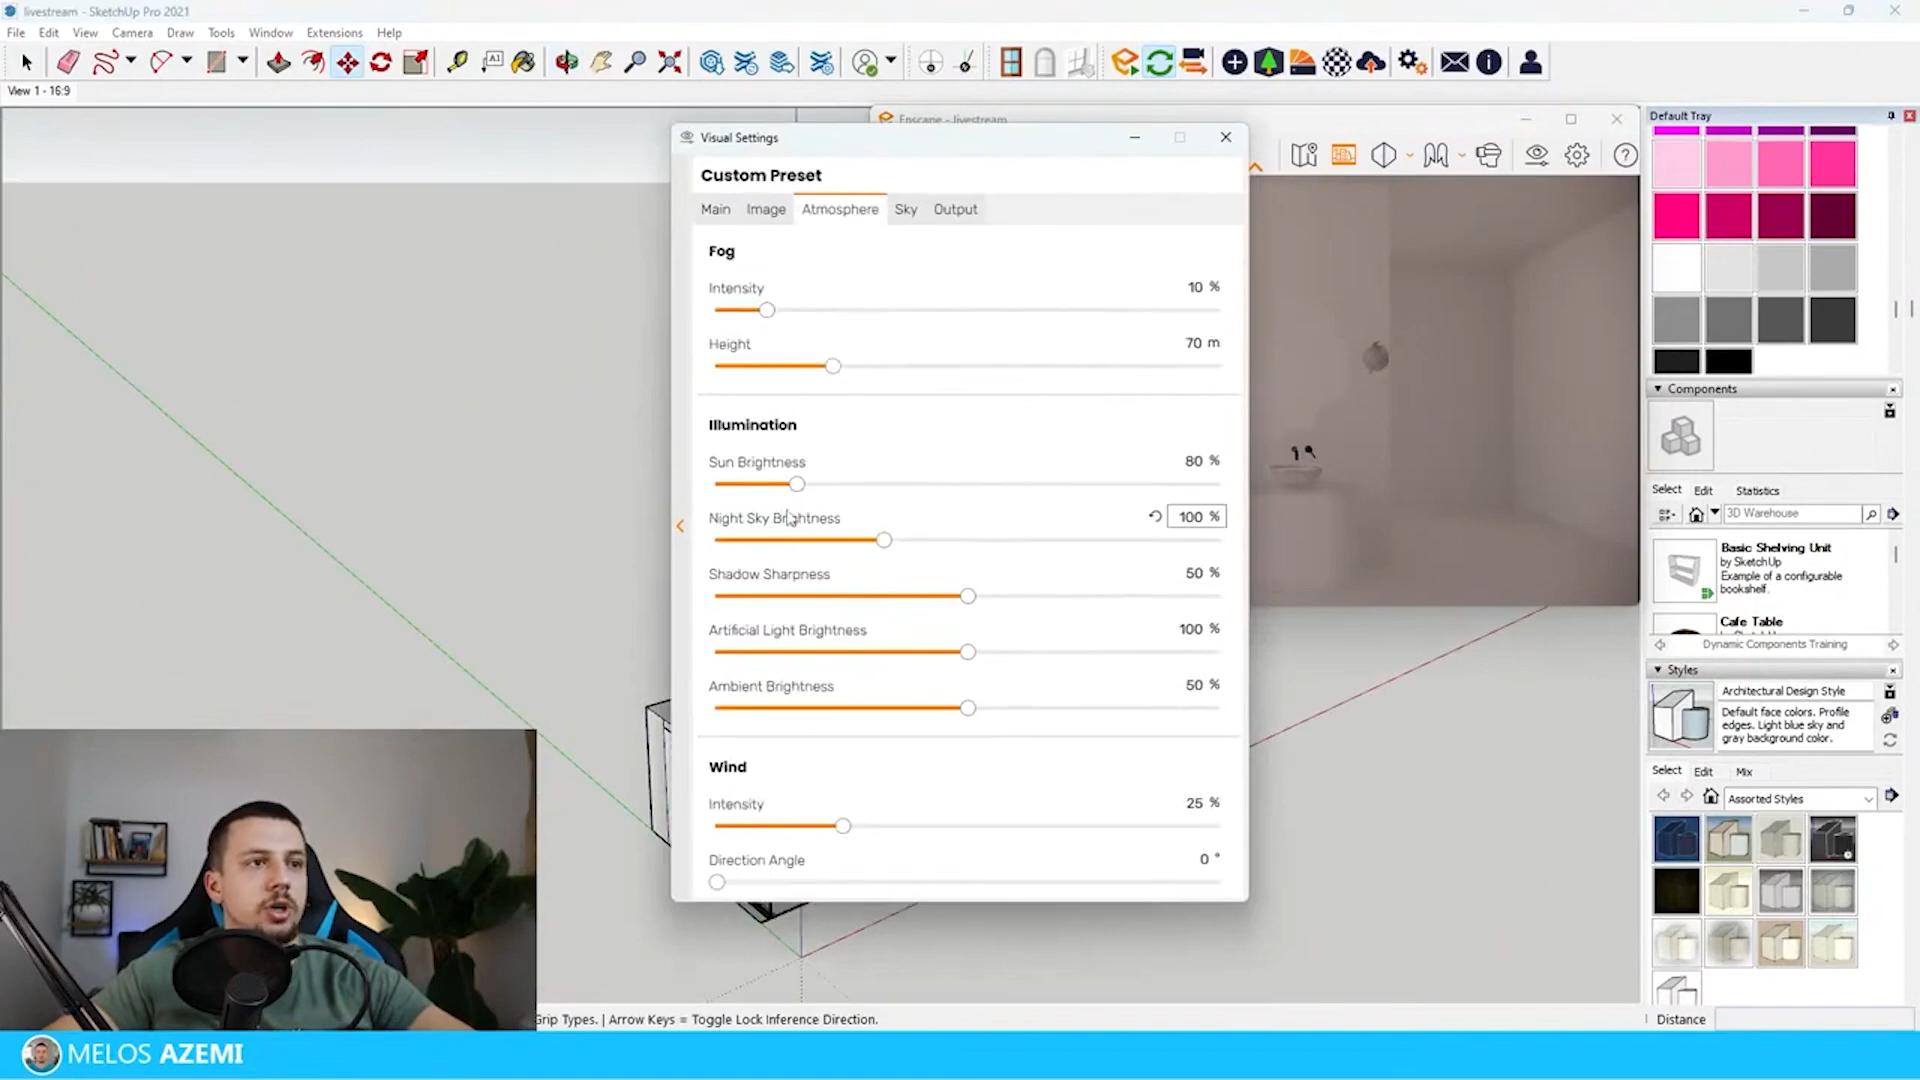 livestream - SketchUp Pro 2021
File Edit View Camera Draw Tools Window Extensions Help
View 1 - 16:9
Enscape - livestream
Default Tray
Visual Settings
Custom Preset
Main Image Atmosphere Sky Output
Fog
Intensity 10 %
Height 70 m
Illumination
Sun Brightness 80 %
Night Sky Brightness 100 %
Shadow Sharpness 50 %
Artificial Light Brightness 100 %
Ambient Brightness 50 %
Wind
Intensity 25 %
Direction Angle 0 °
Components
Select Edit Statistics
3D Warehouse
Basic Shelving Unit
by SketchUp
Example of a configurable
bookshelf.
Cafe Table
Dynamic Components Training
Styles
Architectural Design Style
Default face colors. Profile
edges. Light blue sky and
gray background color.
Select Edit Mix
Assorted Styles
Grip Types. | Arrow Keys = Toggle Lock Inference Direction.
Distance
MELOS AZEMI